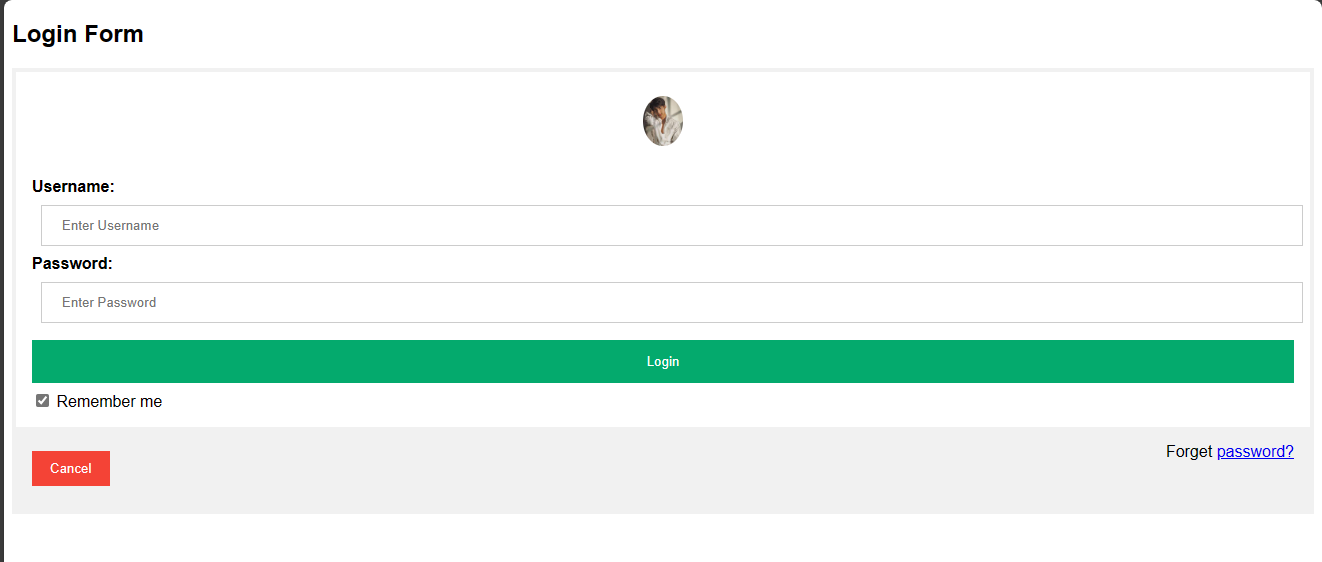 Login Form
Username:
Enter Username
Password:
Enter Password
Login
Remember me
Forget password?
Cancel